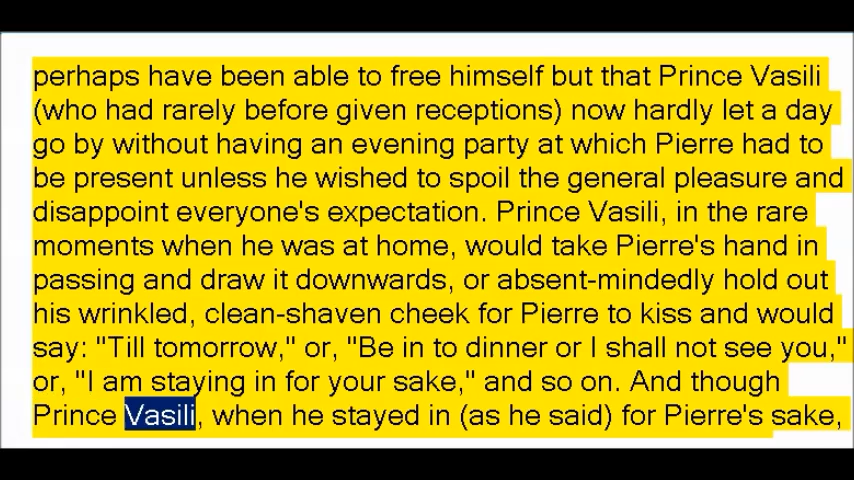 perhaps have been able to free himself but that Prince Vasili
(who had rarely before given receptions) now hardly let a day
go by without having an evening party at which Pierre had to
be present unless he wished to spoil the general pleasure and
disappoint everyone's expectation. Prince Vasili, in the rare
moments when he was at home, would take Pierre's hand in
passing and draw it downwards, or absent-mindedly hold out
his wrinkled, clean-shaven cheek for Pierre to kiss and would
say: "Till tomorrow," or, "Be in to dinner or I shall not see you,"
or, "I am staying in for your sake," and so on. And though
Prince Vasili, when he stayed in (as he said) for Pierre's sake,